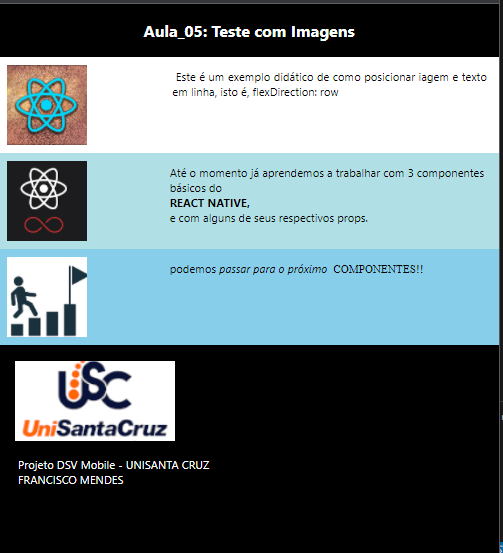 Aula_05: Teste com Imagens
Este é um exemplo didático de como posicionar iagem e texto
em linha, isto é, flexDirection: row
Até o momento já aprendemos a trabalhar com 3 componentes
básicos do
REACT NATIVE,
e com alguns de seus respectivos props.
podemos passar para o próximo COMPONENTES!!
USC
UniSantaCruz
Projeto DSV Mobile - UNISANTA CRUZ
FRANCISCO MENDES